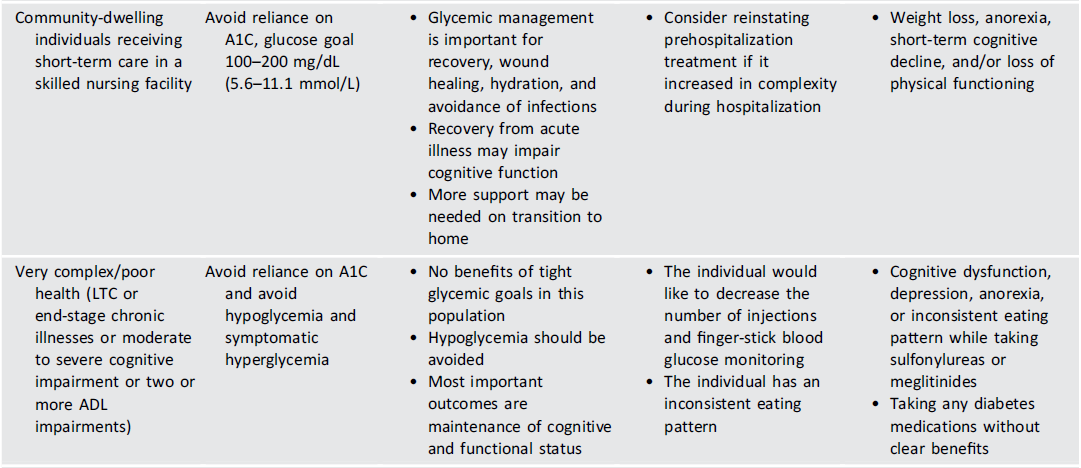 Community-dwelling
individuals receiving
short-term care in a
skilled nursing facility
Avoid reliance on
A1C, glucose goal
100–200 mg/dL
(5.6–11.1 mmol/L)
• Glycemic management
is important for
recovery, wound
healing, hydration, and
avoidance of infections
• Recovery from acute
illness may impair
cognitive function
• More support may be
needed on transition to
home
• Consider reinstating
prehospitalization
treatment if it
increased in complexity
during hospitalization
• Weight loss, anorexia,
short-term cognitive
decline, and/or loss of
physical functioning
Very complex/poor
health (LTC or
end-stage chronic
illnesses or moderate
to severe cognitive
impairment or two or
more ADL
impairments)
Avoid reliance on A1C
and avoid
hypoglycemia and
symptomatic
hyperglycemia
• No benefits of tight
glycemic goals in this
population
• Hypoglycemia should be
avoided
• Most important
outcomes are
maintenance of cognitive
and functional status
• The individual would
like to decrease the
number of injections
and finger-stick blood
glucose monitoring
• The individual has an
inconsistent eating
pattern
• Cognitive dysfunction,
depression, anorexia,
or inconsistent eating
pattern while taking
sulfonylureas or
meglitinides
• Taking any diabetes
medications without
clear benefits